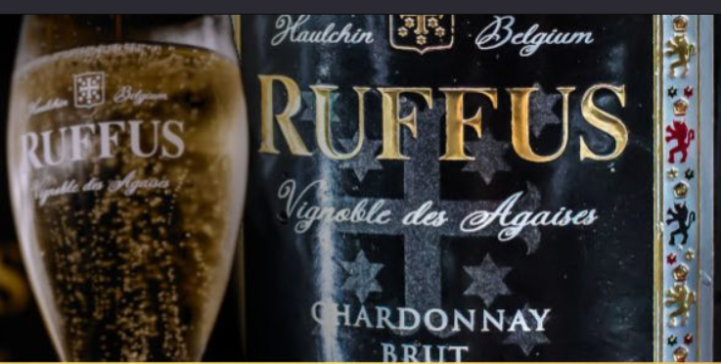 Haulchin Belgium
RUFFUS
Vignoble des Agaises
Haulchin Belgium
RUFFUS
Vignoble des Agaises
CHARDONNAY
BRUT